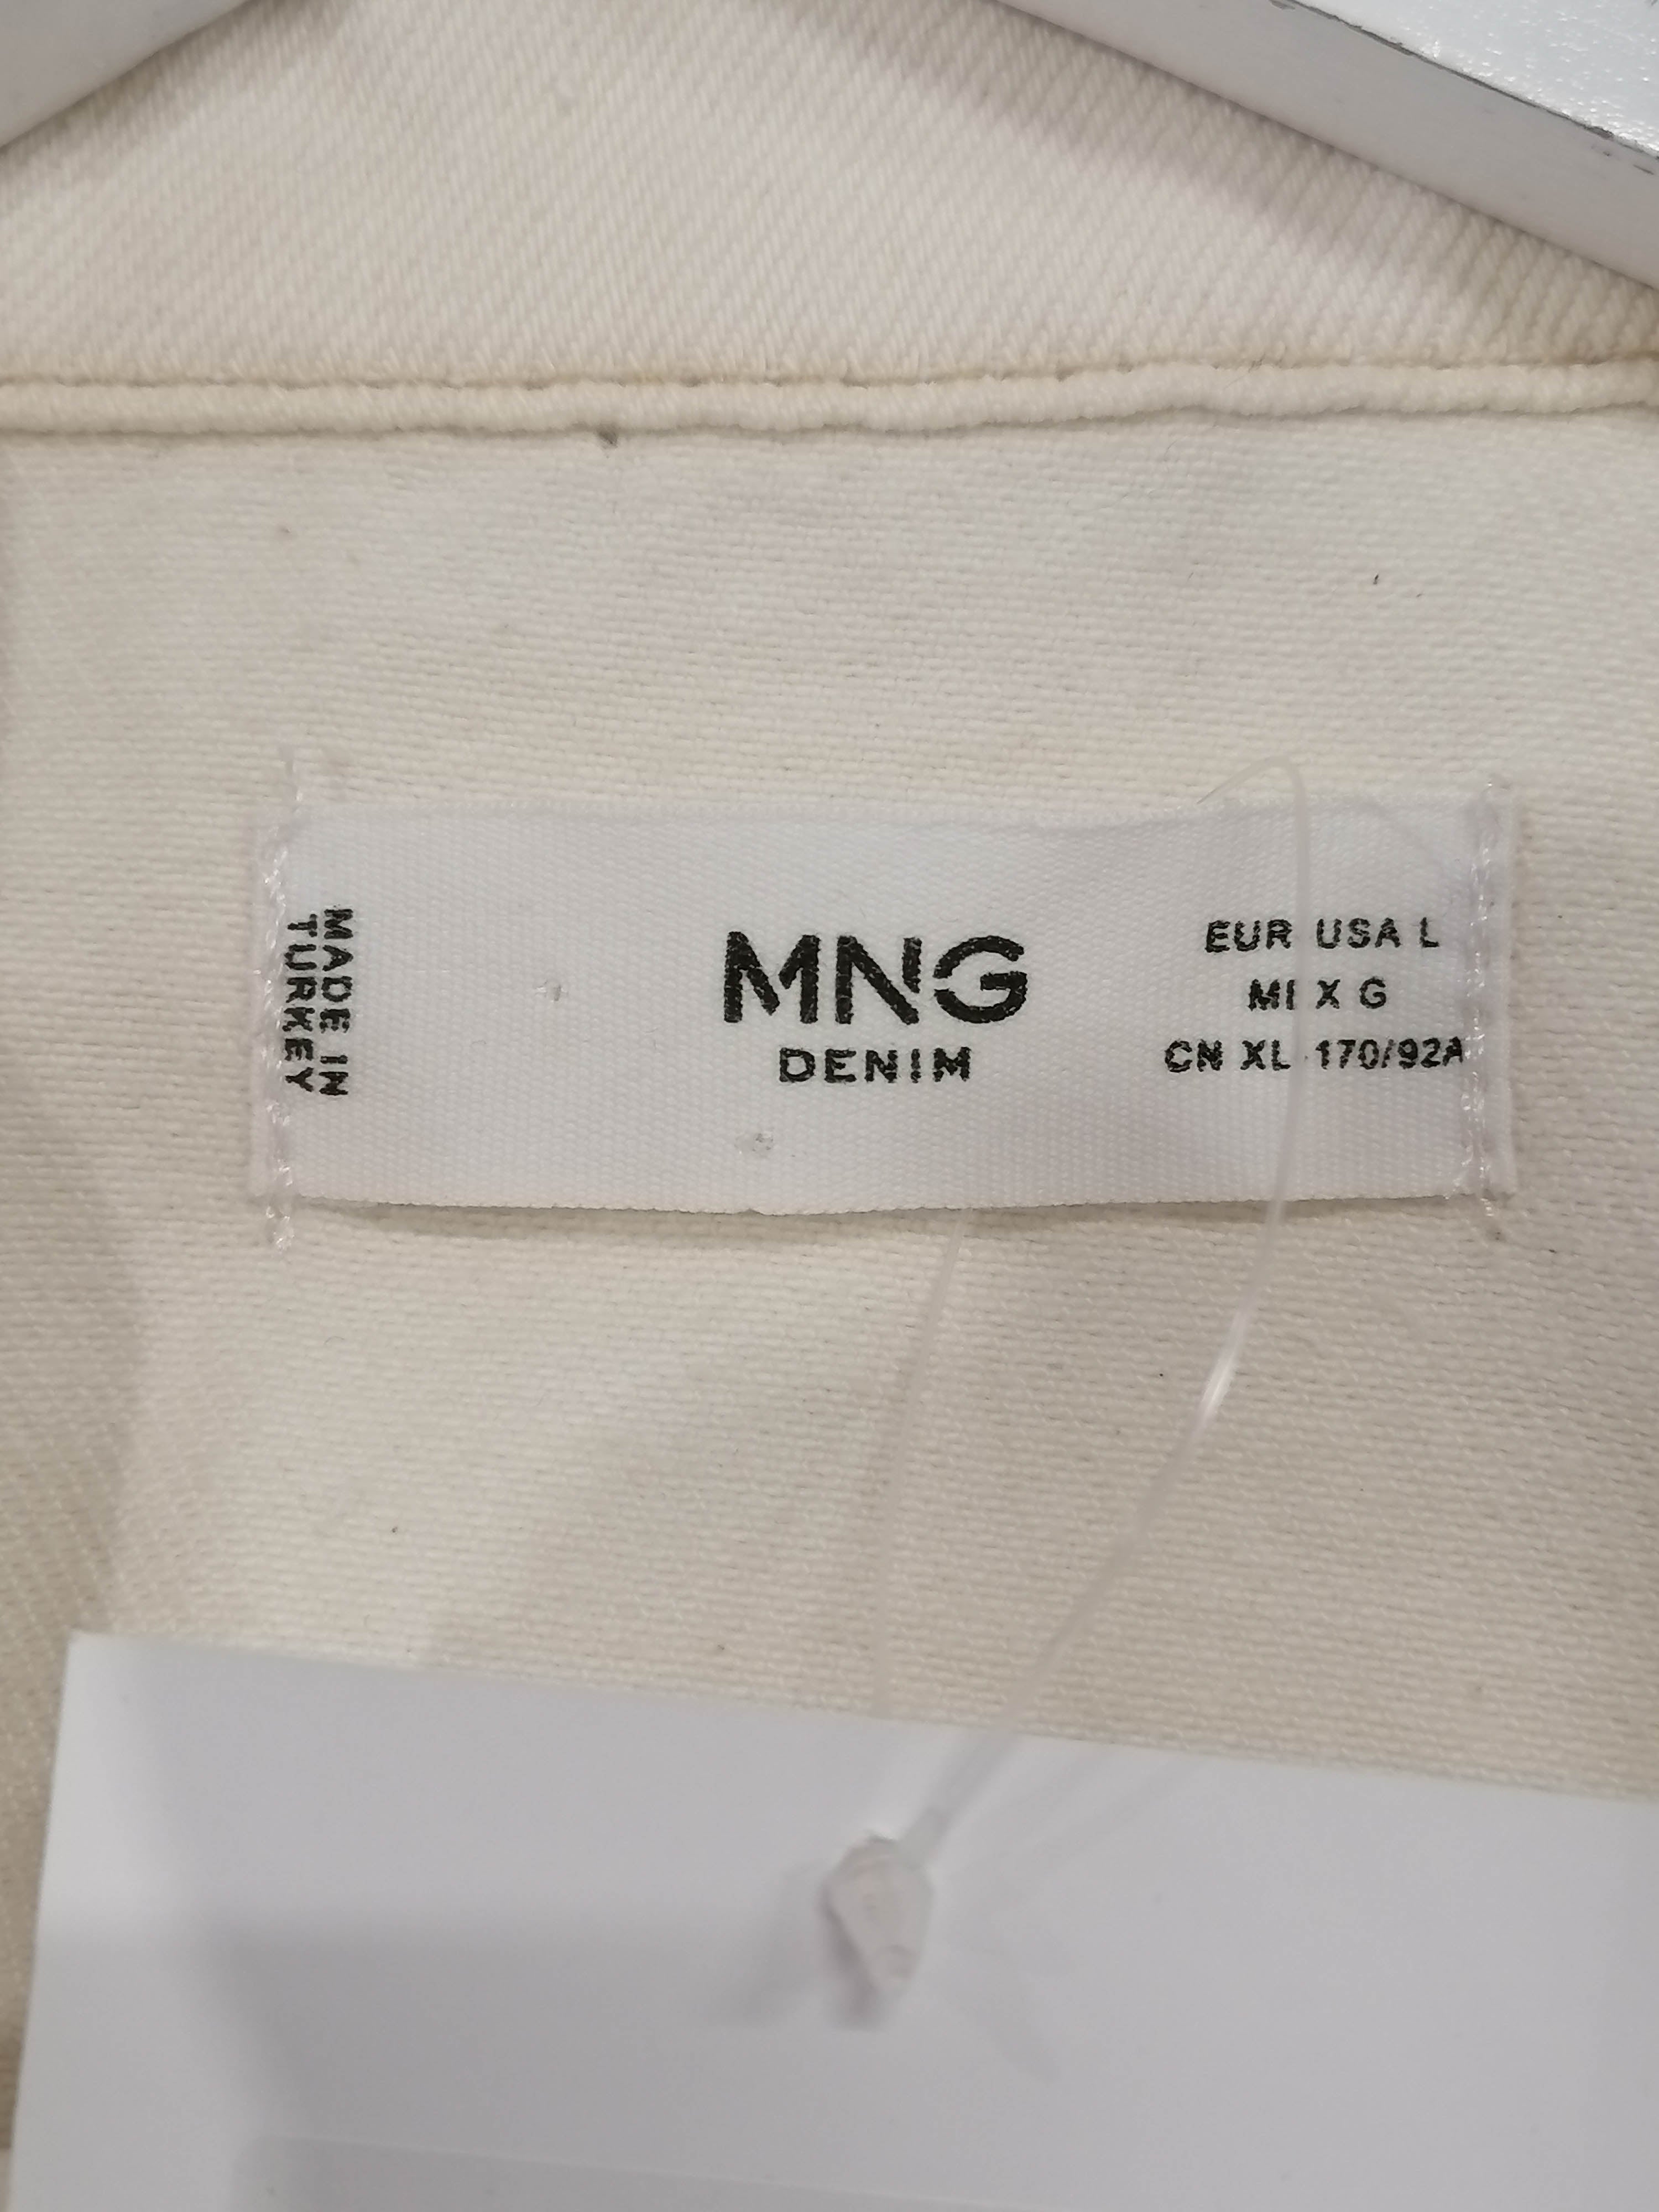 MADE IN
TURKEY
MNG
DENIM
EUR USA L
MI X G
CN XL 170/92A